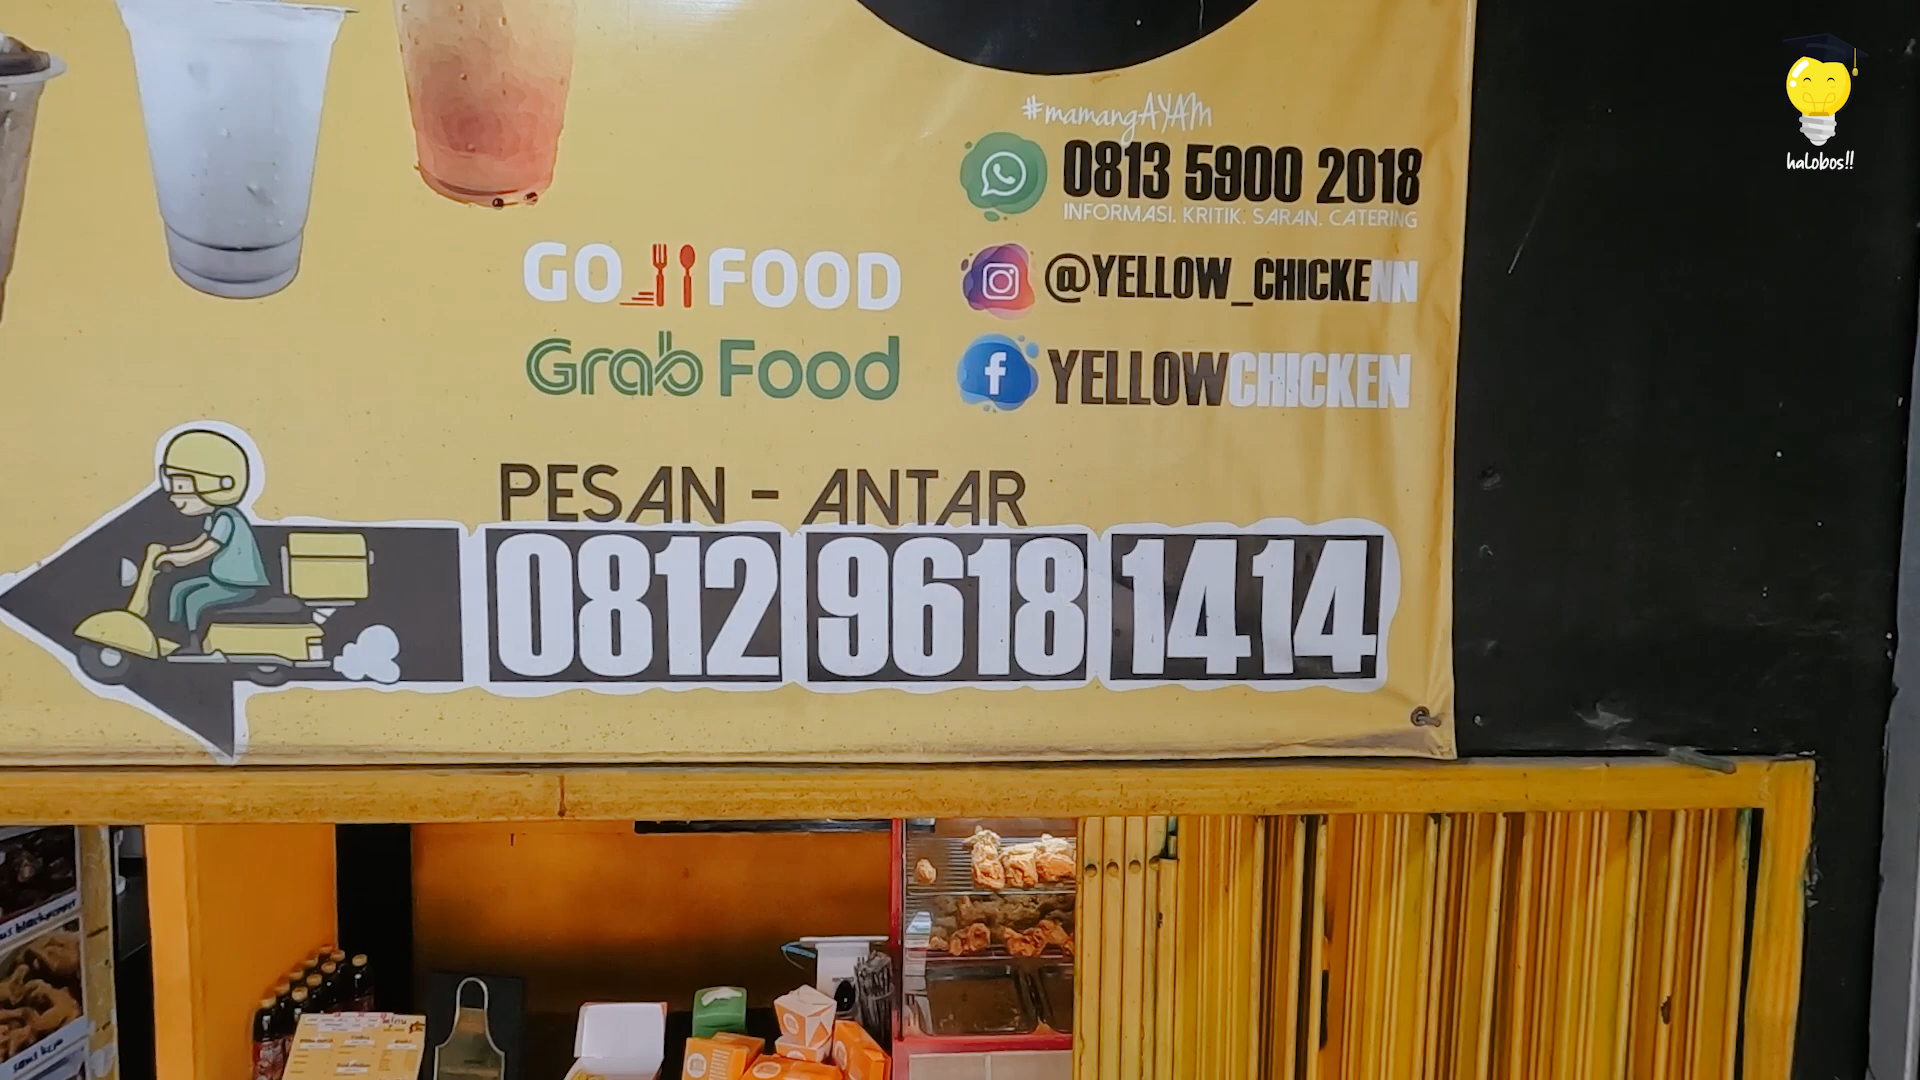 #mamangAYAM
0813 5900 2018
INFORMASI. KRITIK. SARAN. CATERING
GO FOOD
@YELLOW_CHICKENN
Grab Food
YELLOWCHICKEN
PESAN - ANTAR
0812 9618 1414
halobos!!